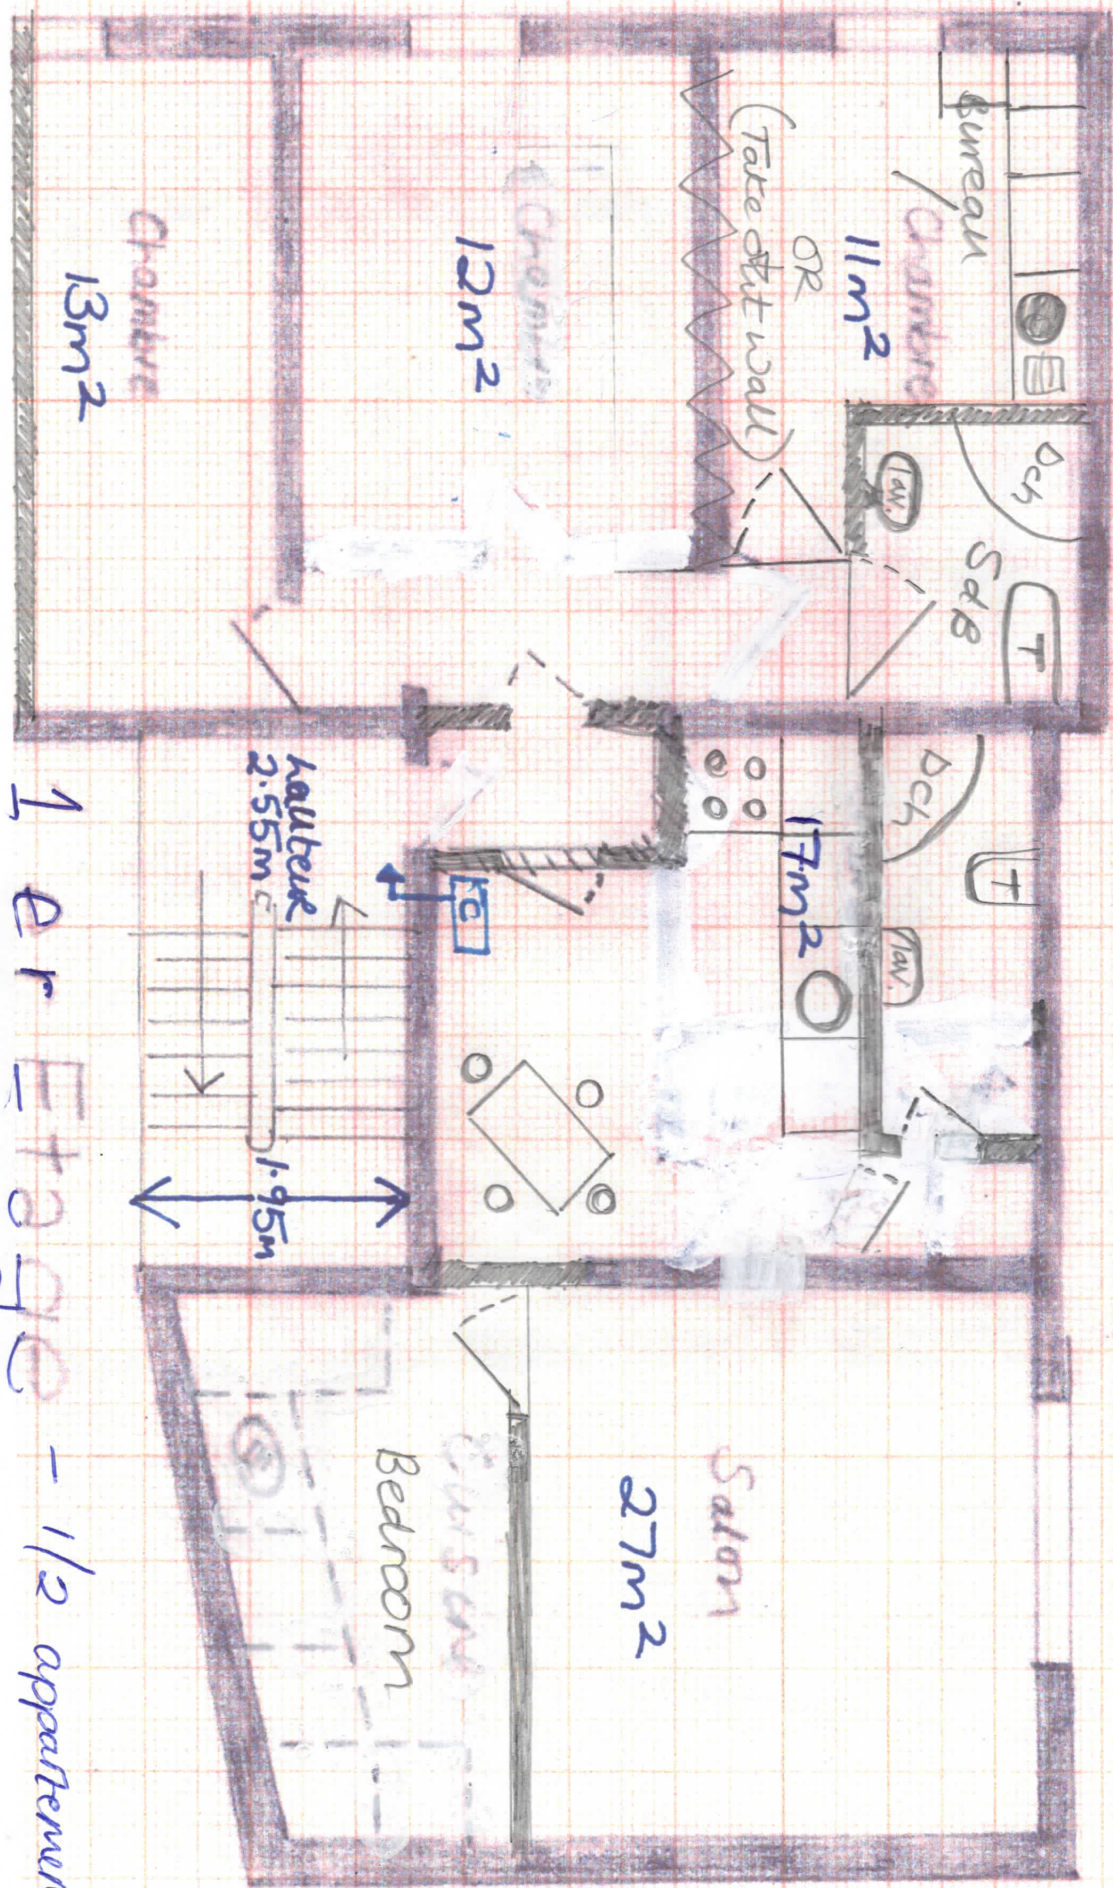 Bureau
/
Chambre
11m²
OR
(Take out wall)
Dch
lav.
SdB
T
12m²
Chambre
13m²
Dch
T
lav.
17m²
C
hauteur
2.55m
1.95m
Salon
27m²
Cuisine
Bedroom
1er Etage - 1/2 appartement